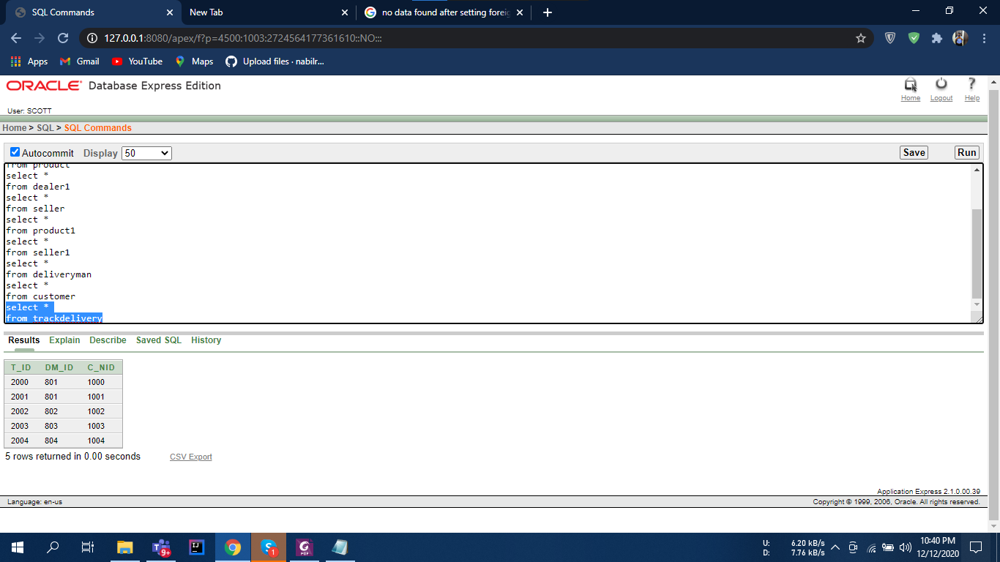 SQL Commands
New Tab
no data found after setting foreig
127.0.0.1:8080/apex/f?p=4500:1003:2724564177361610::NO:::
Apps
Gmail
YouTube
Maps
Upload files · nabilr...
ORACLE Database Express Edition
Home
Logout
Help
User: SCOTT
Home > SQL > SQL Commands
Autocommit Display 50
Save
Run
from product
select *
from dealer1
select *
from seller
select *
from product1
select *
from seller1
select *
from deliveryman
select *
from customer
select *
from trackdelivery
Results Explain Describe Saved SQL History
T_ID DM_ID C_NID
2000 801 1000
2001 801 1001
2002 802 1002
2003 803 1003
2004 804 1004
5 rows returned in 0.00 seconds
CSV Export
Application Express 2.1.0.00.39
Language: en-us
Copyright © 1999, 2006, Oracle. All rights reserved.
9+
IJ
1
PDF
U: 6.20 kB/s
D: 7.76 kB/s
10:40 PM
12/12/2020